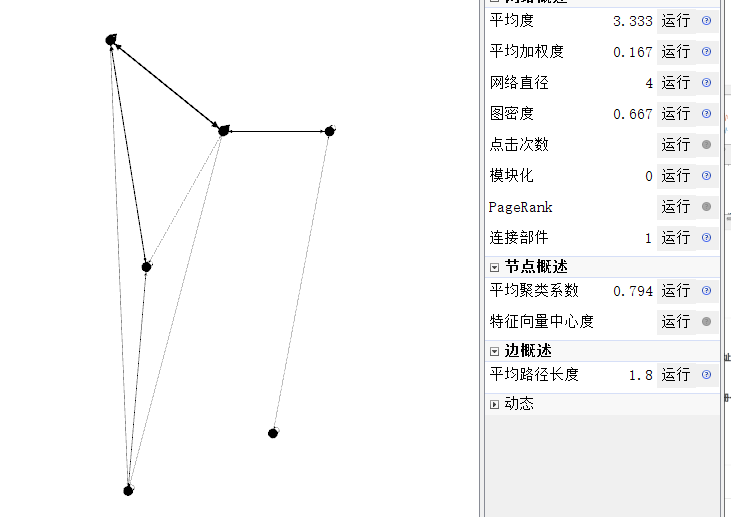 平均度 3.333 运行
平均加权度 0.167 运行
网络直径 4 运行
图密度 0.667 运行
点击次数 运行
模块化 0 运行
PageRank 运行
连接部件 1 运行
节点概述
平均聚类系数 0.794 运行
特征向量中心度 运行
边概述
平均路径长度 1.8 运行
动态